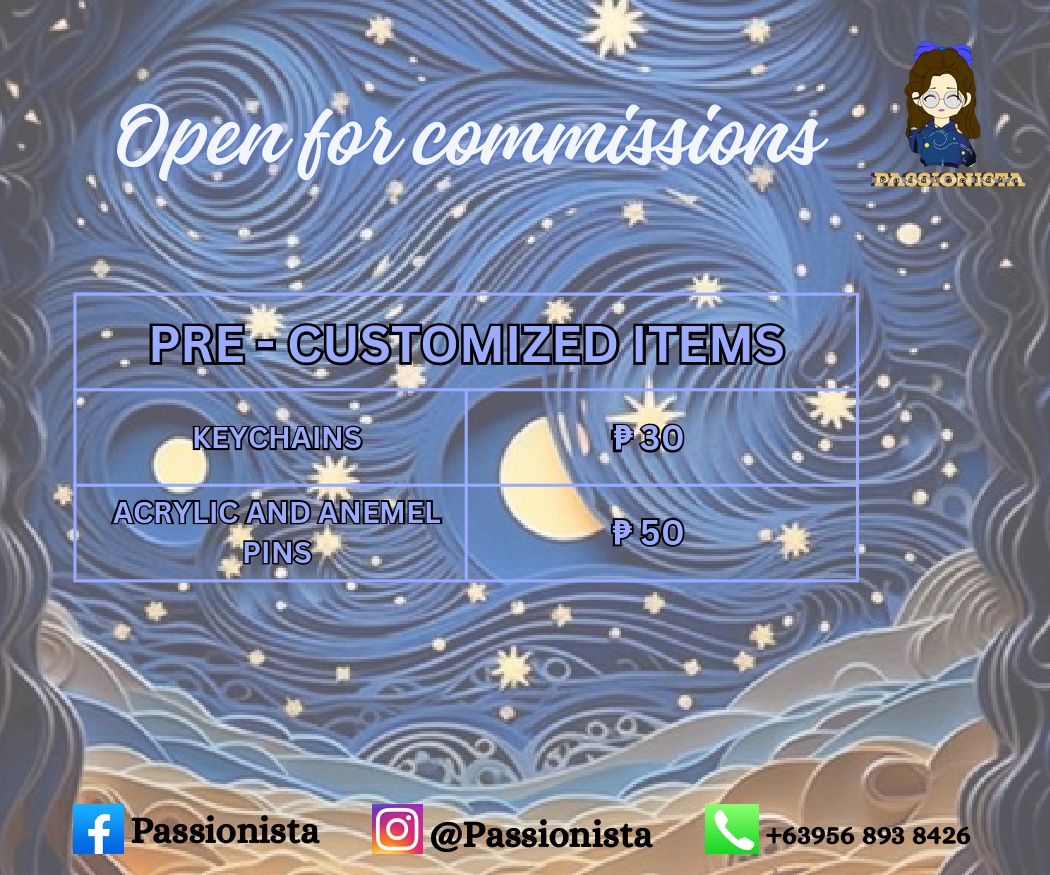 Open for commissions
PASSIONISTA
PRE - CUSTOMIZED ITEMS
KEYCHAINS
₱ 30
ACRYLIC AND ANEMEL
PINS
₱ 50
Passionista
@Passionista
+63956 893 8426